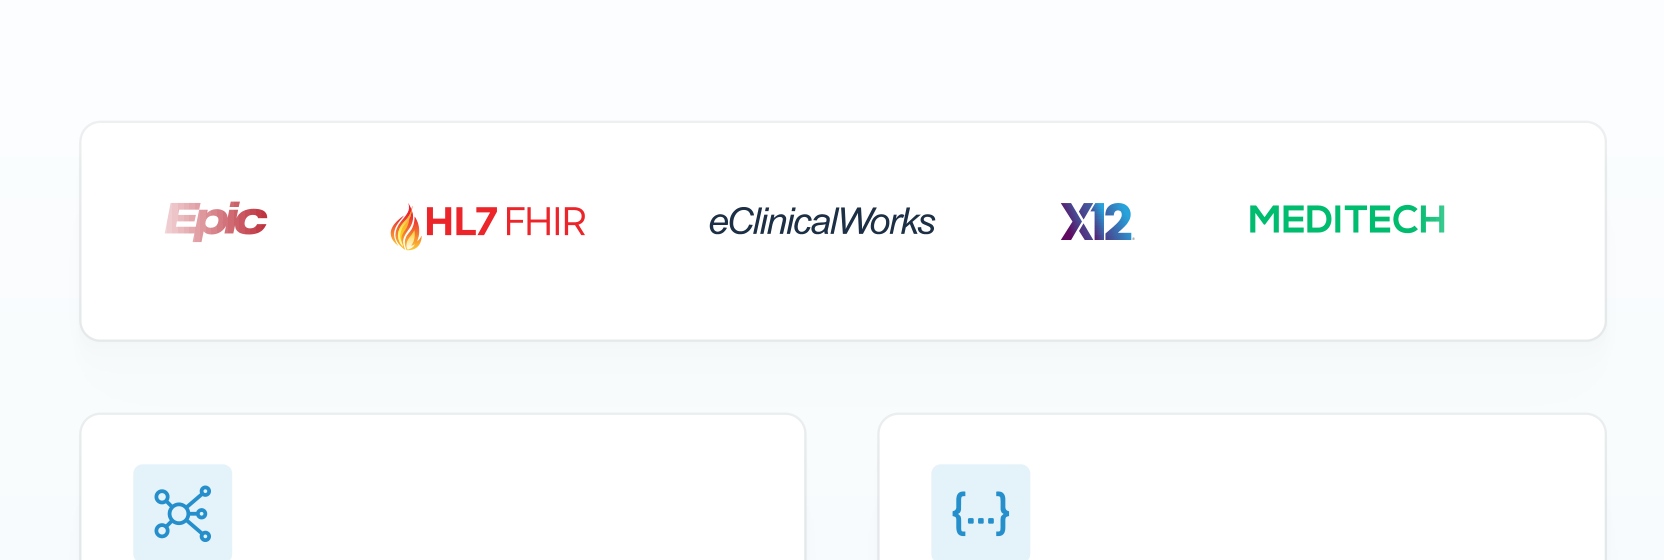 Epic
HL7 FHIR
eClinicalWorks
X12
MEDITECH
{...}